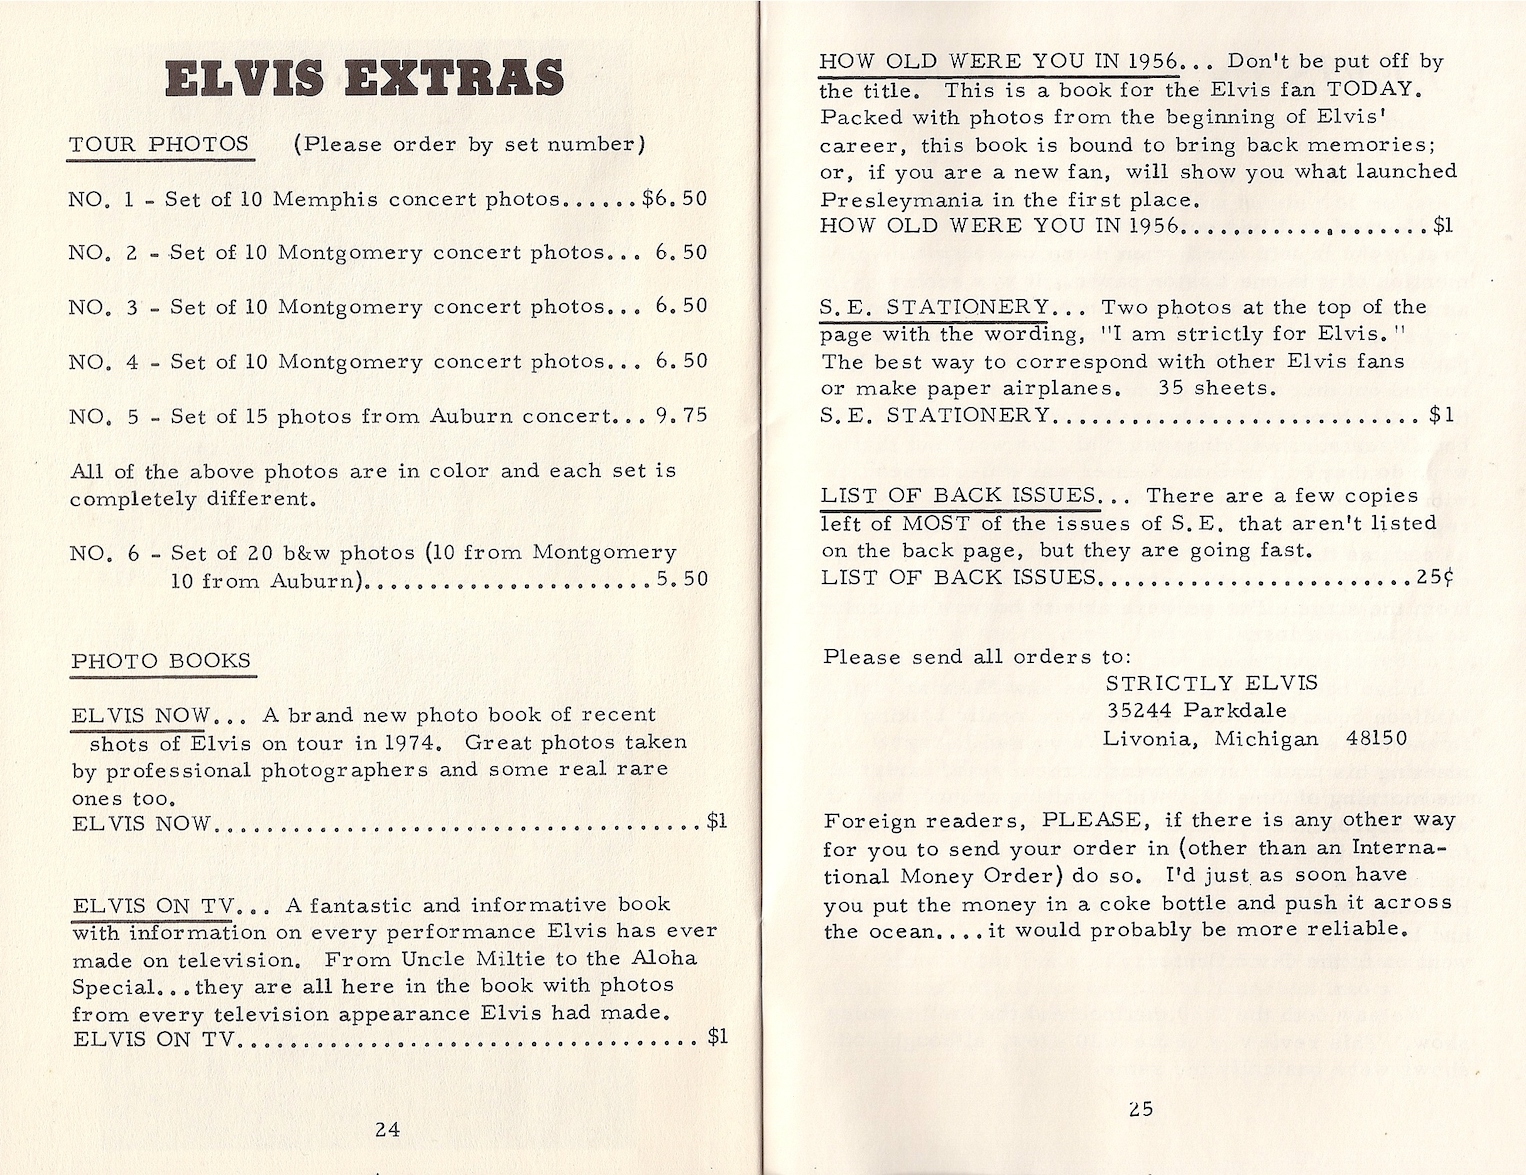 ELVIS EXTRAS
TOUR PHOTOS (Please order by set number)
NO. 1 - Set of 10 Memphis concert photos......$6.50
NO. 2 - Set of 10 Montgomery concert photos... 6.50
NO. 3 - Set of 10 Montgomery concert photos... 6.50
NO. 4 - Set of 10 Montgomery concert photos... 6.50
NO. 5 - Set of 15 photos from Auburn concert... 9.75
All of the above photos are in color and each set is
completely different.
NO. 6 - Set of 20 b&w photos (10 from Montgomery
10 from Auburn)......................5.50
PHOTO BOOKS
ELVIS NOW... A brand new photo book of recent
shots of Elvis on tour in 1974. Great photos taken
by professional photographers and some real rare
ones too.
ELVIS NOW.....................................$1
ELVIS ON TV... A fantastic and informative book
with information on every performance Elvis has ever
made on television. From Uncle Miltie to the Aloha
Special...they are all here in the book with photos
from every television appearance Elvis had made.
ELVIS ON TV................................... $1
24
HOW OLD WERE YOU IN 1956... Don't be put off by
the title. This is a book for the Elvis fan TODAY.
Packed with photos from the beginning of Elvis'
career, this book is bound to bring back memories;
or, if you are a new fan, will show you what launched
Presleymania in the first place.
HOW OLD WERE YOU IN 1956...................$1
S.E. STATIONERY... Two photos at the top of the
page with the wording, "I am strictly for Elvis."
The best way to correspond with other Elvis fans
or make paper airplanes. 35 sheets.
S.E. STATIONERY............................ $1
LIST OF BACK ISSUES... There are a few copies
left of MOST of the issues of S.E. that aren't listed
on the back page, but they are going fast.
LIST OF BACK ISSUES........................25¢
Please send all orders to:
STRICTLY ELVIS
35244 Parkdale
Livonia, Michigan 48150
Foreign readers, PLEASE, if there is any other way
for you to send your order in (other than an Interna-
tional Money Order) do so. I'd just as soon have
you put the money in a coke bottle and push it across
the ocean....it would probably be more reliable.
25